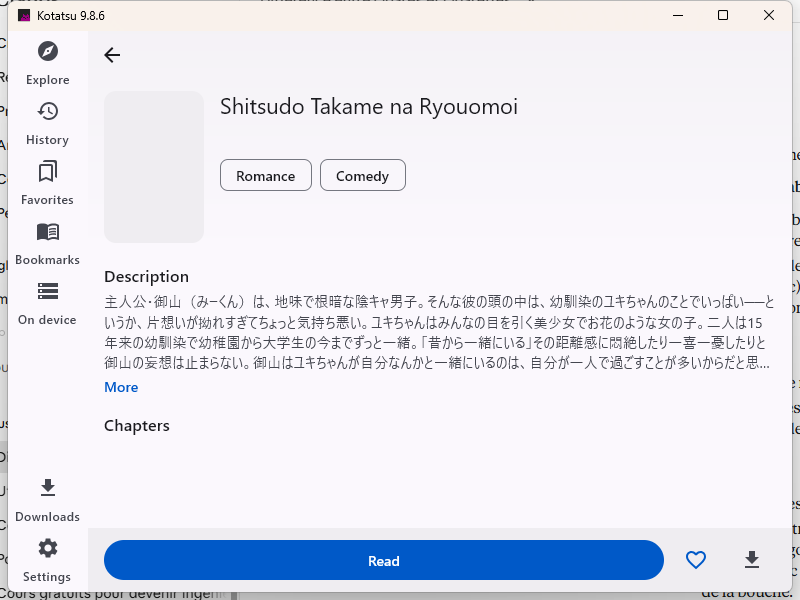 Kotatsu 9.8.6
Explore
History
Favorites
Bookmarks
On device
Downloads
Settings
Shitsudo Takame na Ryouomoi
Romance
Comedy
Description
主人公・御山（みーくん）は、地味で根暗な陰キャ男子。そんな彼の頭の中は、幼馴染のユキちゃんのことでいっぱい──と
いうか、片想いが拗れすぎてちょっと気持ち悪い。ユキちゃんはみんなの目を引く美少女でお花のような女の子。二人は15
年来の幼馴染で幼稚園から大学生の今までずっと一緒。「昔から一緒にいる」その距離感に悶絶したり一喜一憂したりと
御山の妄想は止まらない。御山はユキちゃんが自分なんかと一緒にいるのは、自分が一人で過ごすことが多いからだと思...
More
Chapters
Read
Cours gratuits pour devenir ingén
de la bouche.